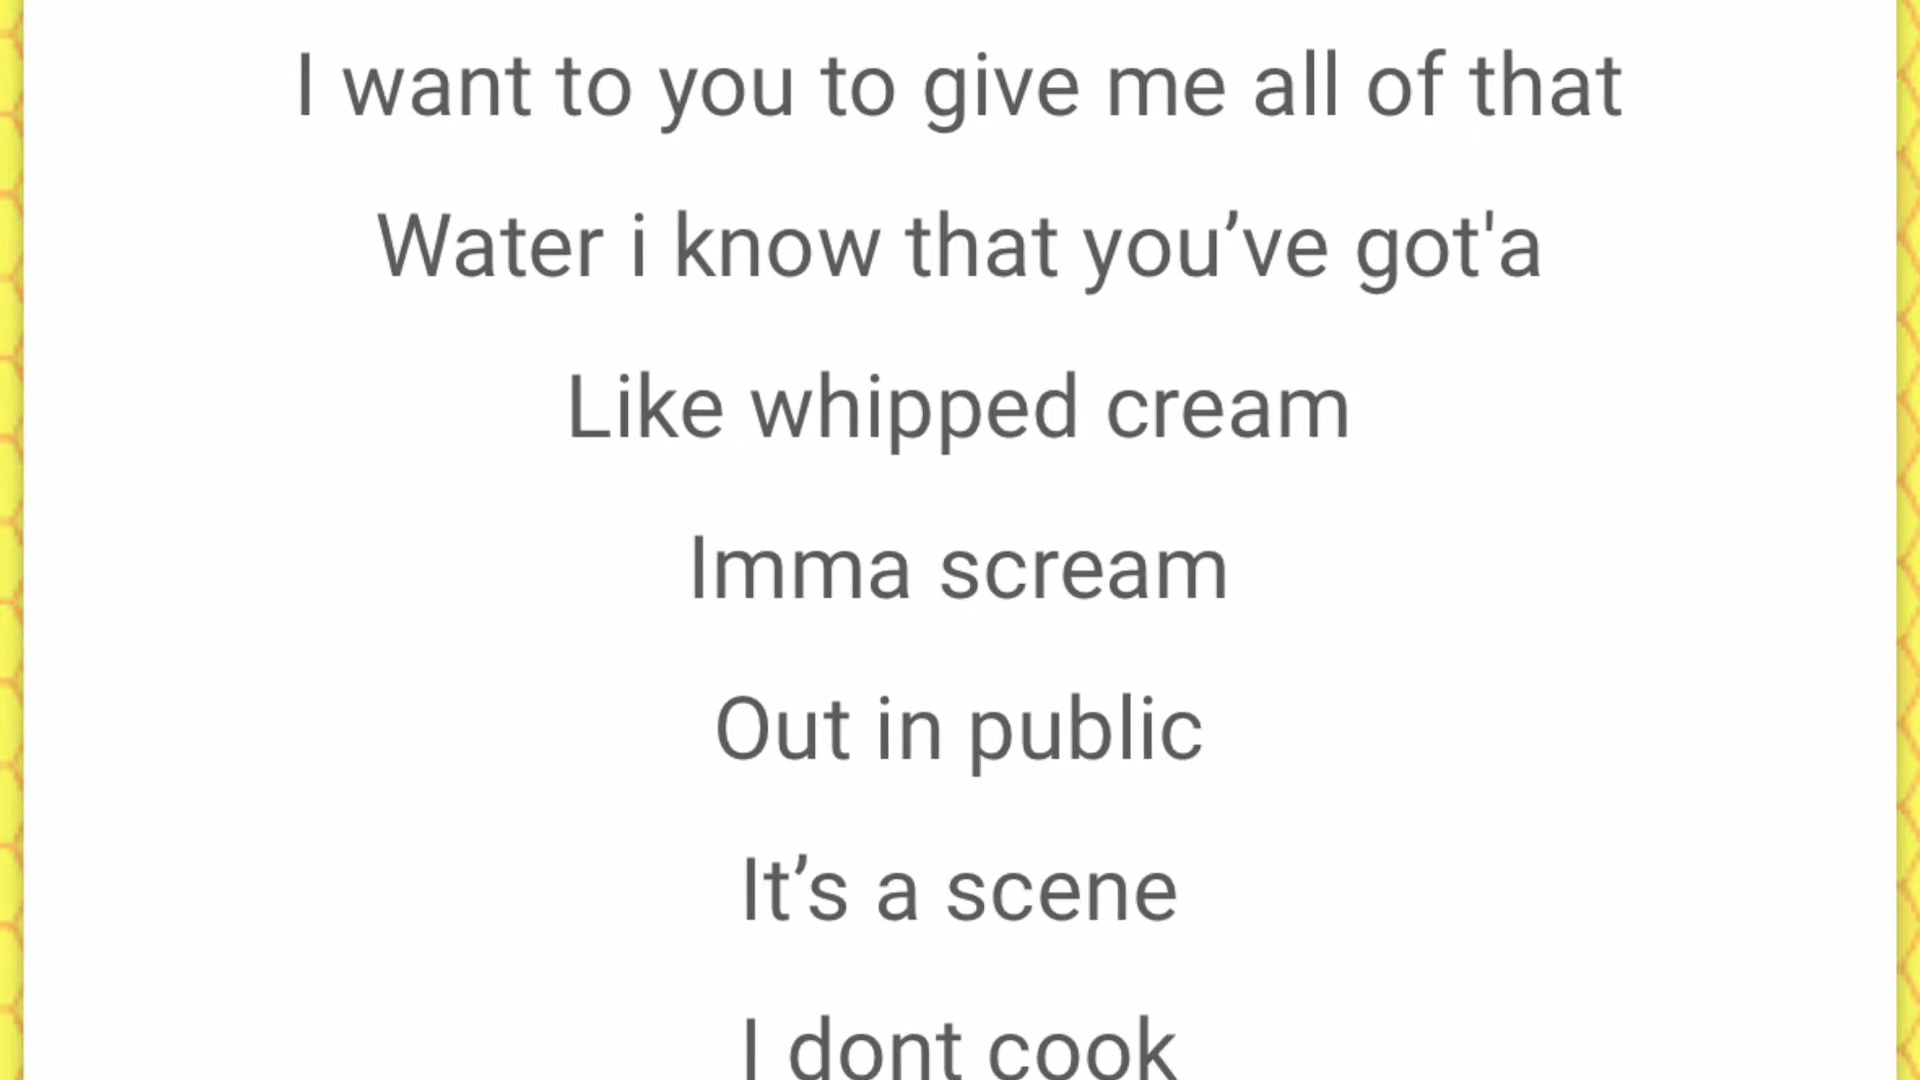 I want to you to give me all of that
Water i know that you’ve got'a
Like whipped cream
Imma scream
Out in public
It’s a scene
I dont cook